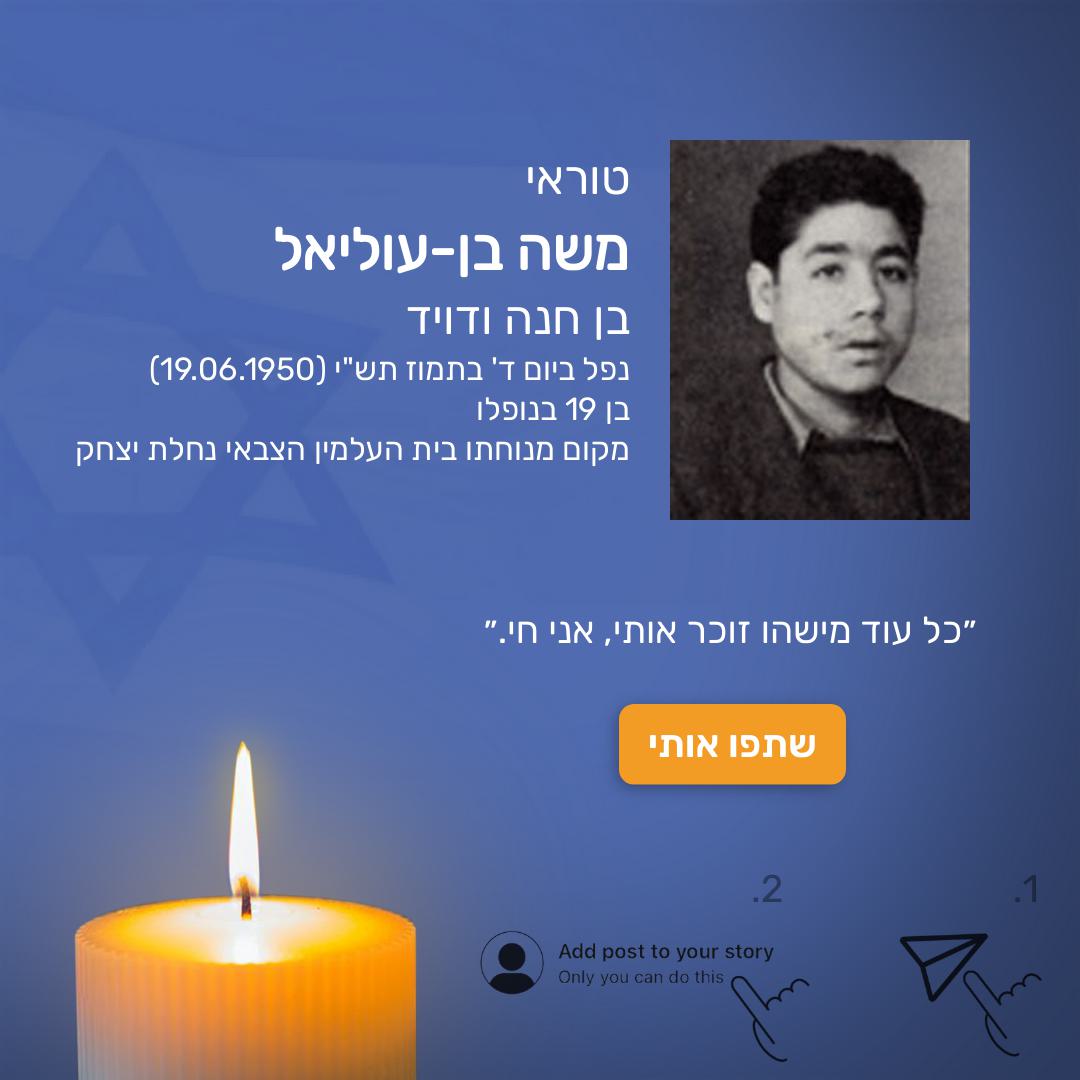 טוראי
משה בן-עוליאל
בן חנה ודויד
נפל ביום ד' בתמוז תש"י (19.06.1950)
בן 19 בנופלו
מקום מנוחתו בית העלמין הצבאי נחלת יצחק
״כל עוד מישהו זוכר אותי, אני חי.״
שתפו אותי
.1
.2
Add post to your story
Only you can do this